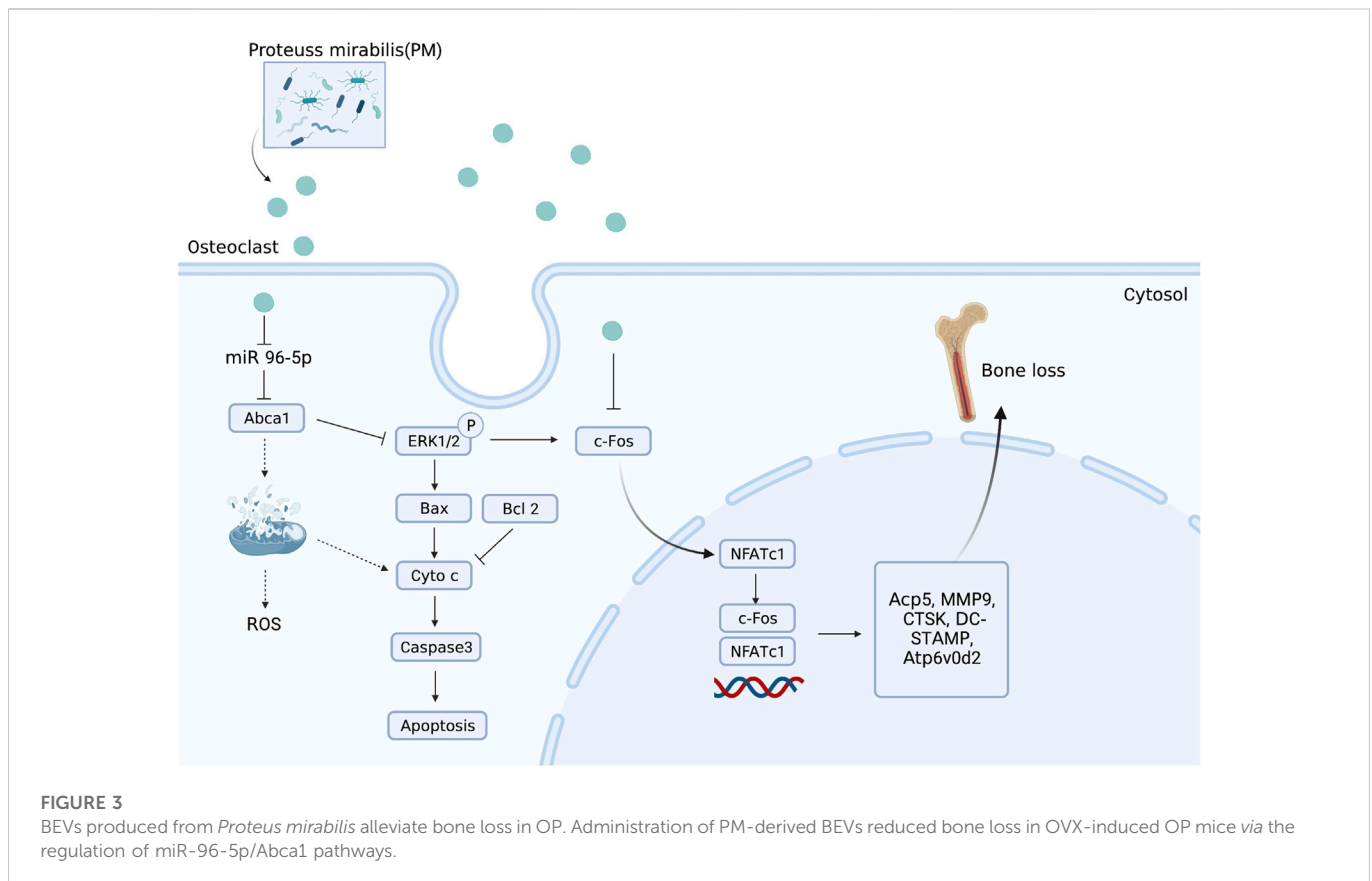 Proteuss mirabilis(PM)
Osteoclast
Cytosol
miR 96-5p
Abca1
ROS
P
ERK1/2
Bax
Bcl 2
Cyto c
Caspase3
Apoptosis
c-Fos
NFATc1
c-Fos
NFATc1
Acp5, MMP9,
CTSK, DC-
STAMP,
Atp6v0d2
Bone loss
FIGURE 3
BEVs produced from Proteus mirabilis alleviate bone loss in OP. Administration of PM-derived BEVs reduced bone loss in OVX-induced OP mice via the
regulation of miR-96-5p/Abca1 pathways.